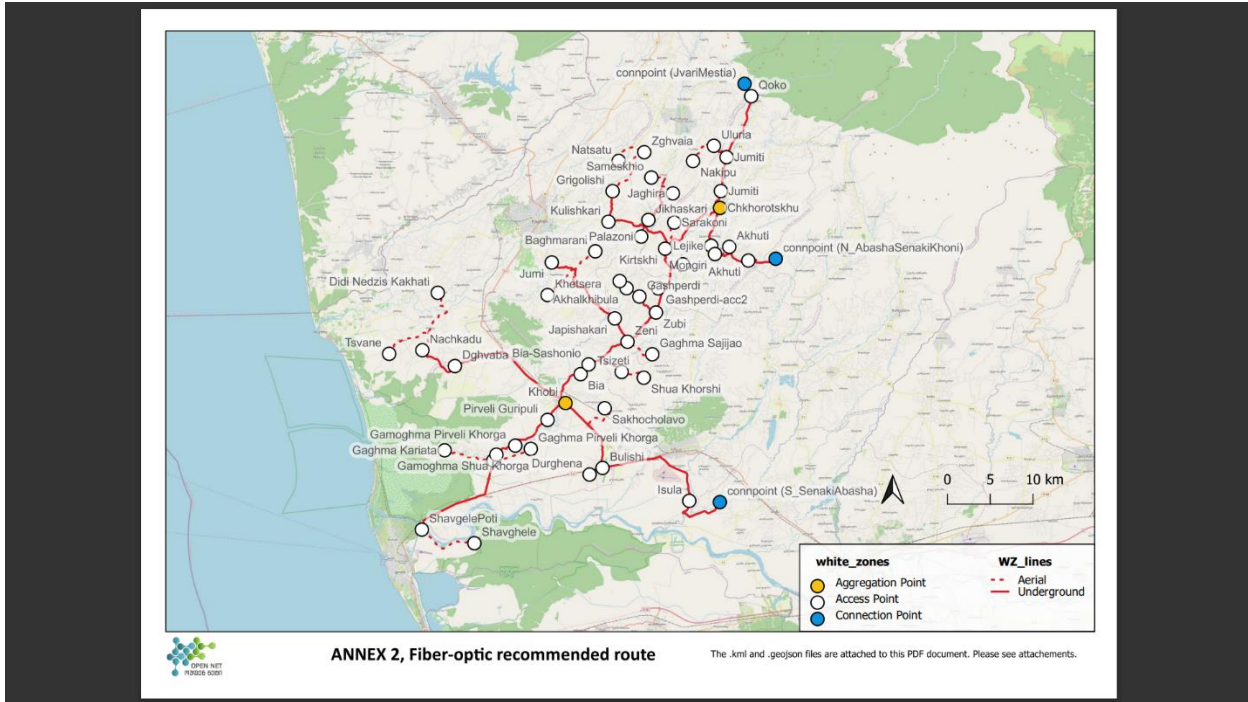 connpoint (JvariMestia)
Qoko
Zghvaia
Uluria
Natsatu
Jumiti
Sameskhio
Nakipu
Grigolishi
Jaghira
Jumiti
Kulishkari
Jikhaskari
Chkhorotskhu
Sarakoni
Baghmarani
Palazoni
Lejike
Akhuti
connpoint (N_AbashaSenakiKhoni)
Kirtskhi
Mongiri
Akhuti
Jumi
Khetsera
Gashperdi
Didi Nedzis Kakhati
Akhalkhibula
Gashperdi-acc2
Japishakari
Zeni
Zubi
Tsvane
Nachkadu
Bia-Sashonio
Gaghma Sajijao
Dghvaba
Tsizeti
Khobi
Bia
Shua Khorshi
Pirveli Guripuli
Sakhocholavo
Gamoghma Pirveli Khorga
Gaghma Pirveli Khorga
Gaghma Kariata
Gamoghma Shua Khorga
Durghena
Bulishi
Isula
connpoint (S_SenakiAbasha)
0 5 10 km
ShavgelePoti
Shavghele
white_zones
Aggregation Point
Access Point
Connection Point
WZ_lines
Aerial
Underground
OPEN NET
ANNEX 2, Fiber-optic recommended route
The .kml and .geojson files are attached to this PDF document. Please see attachements.